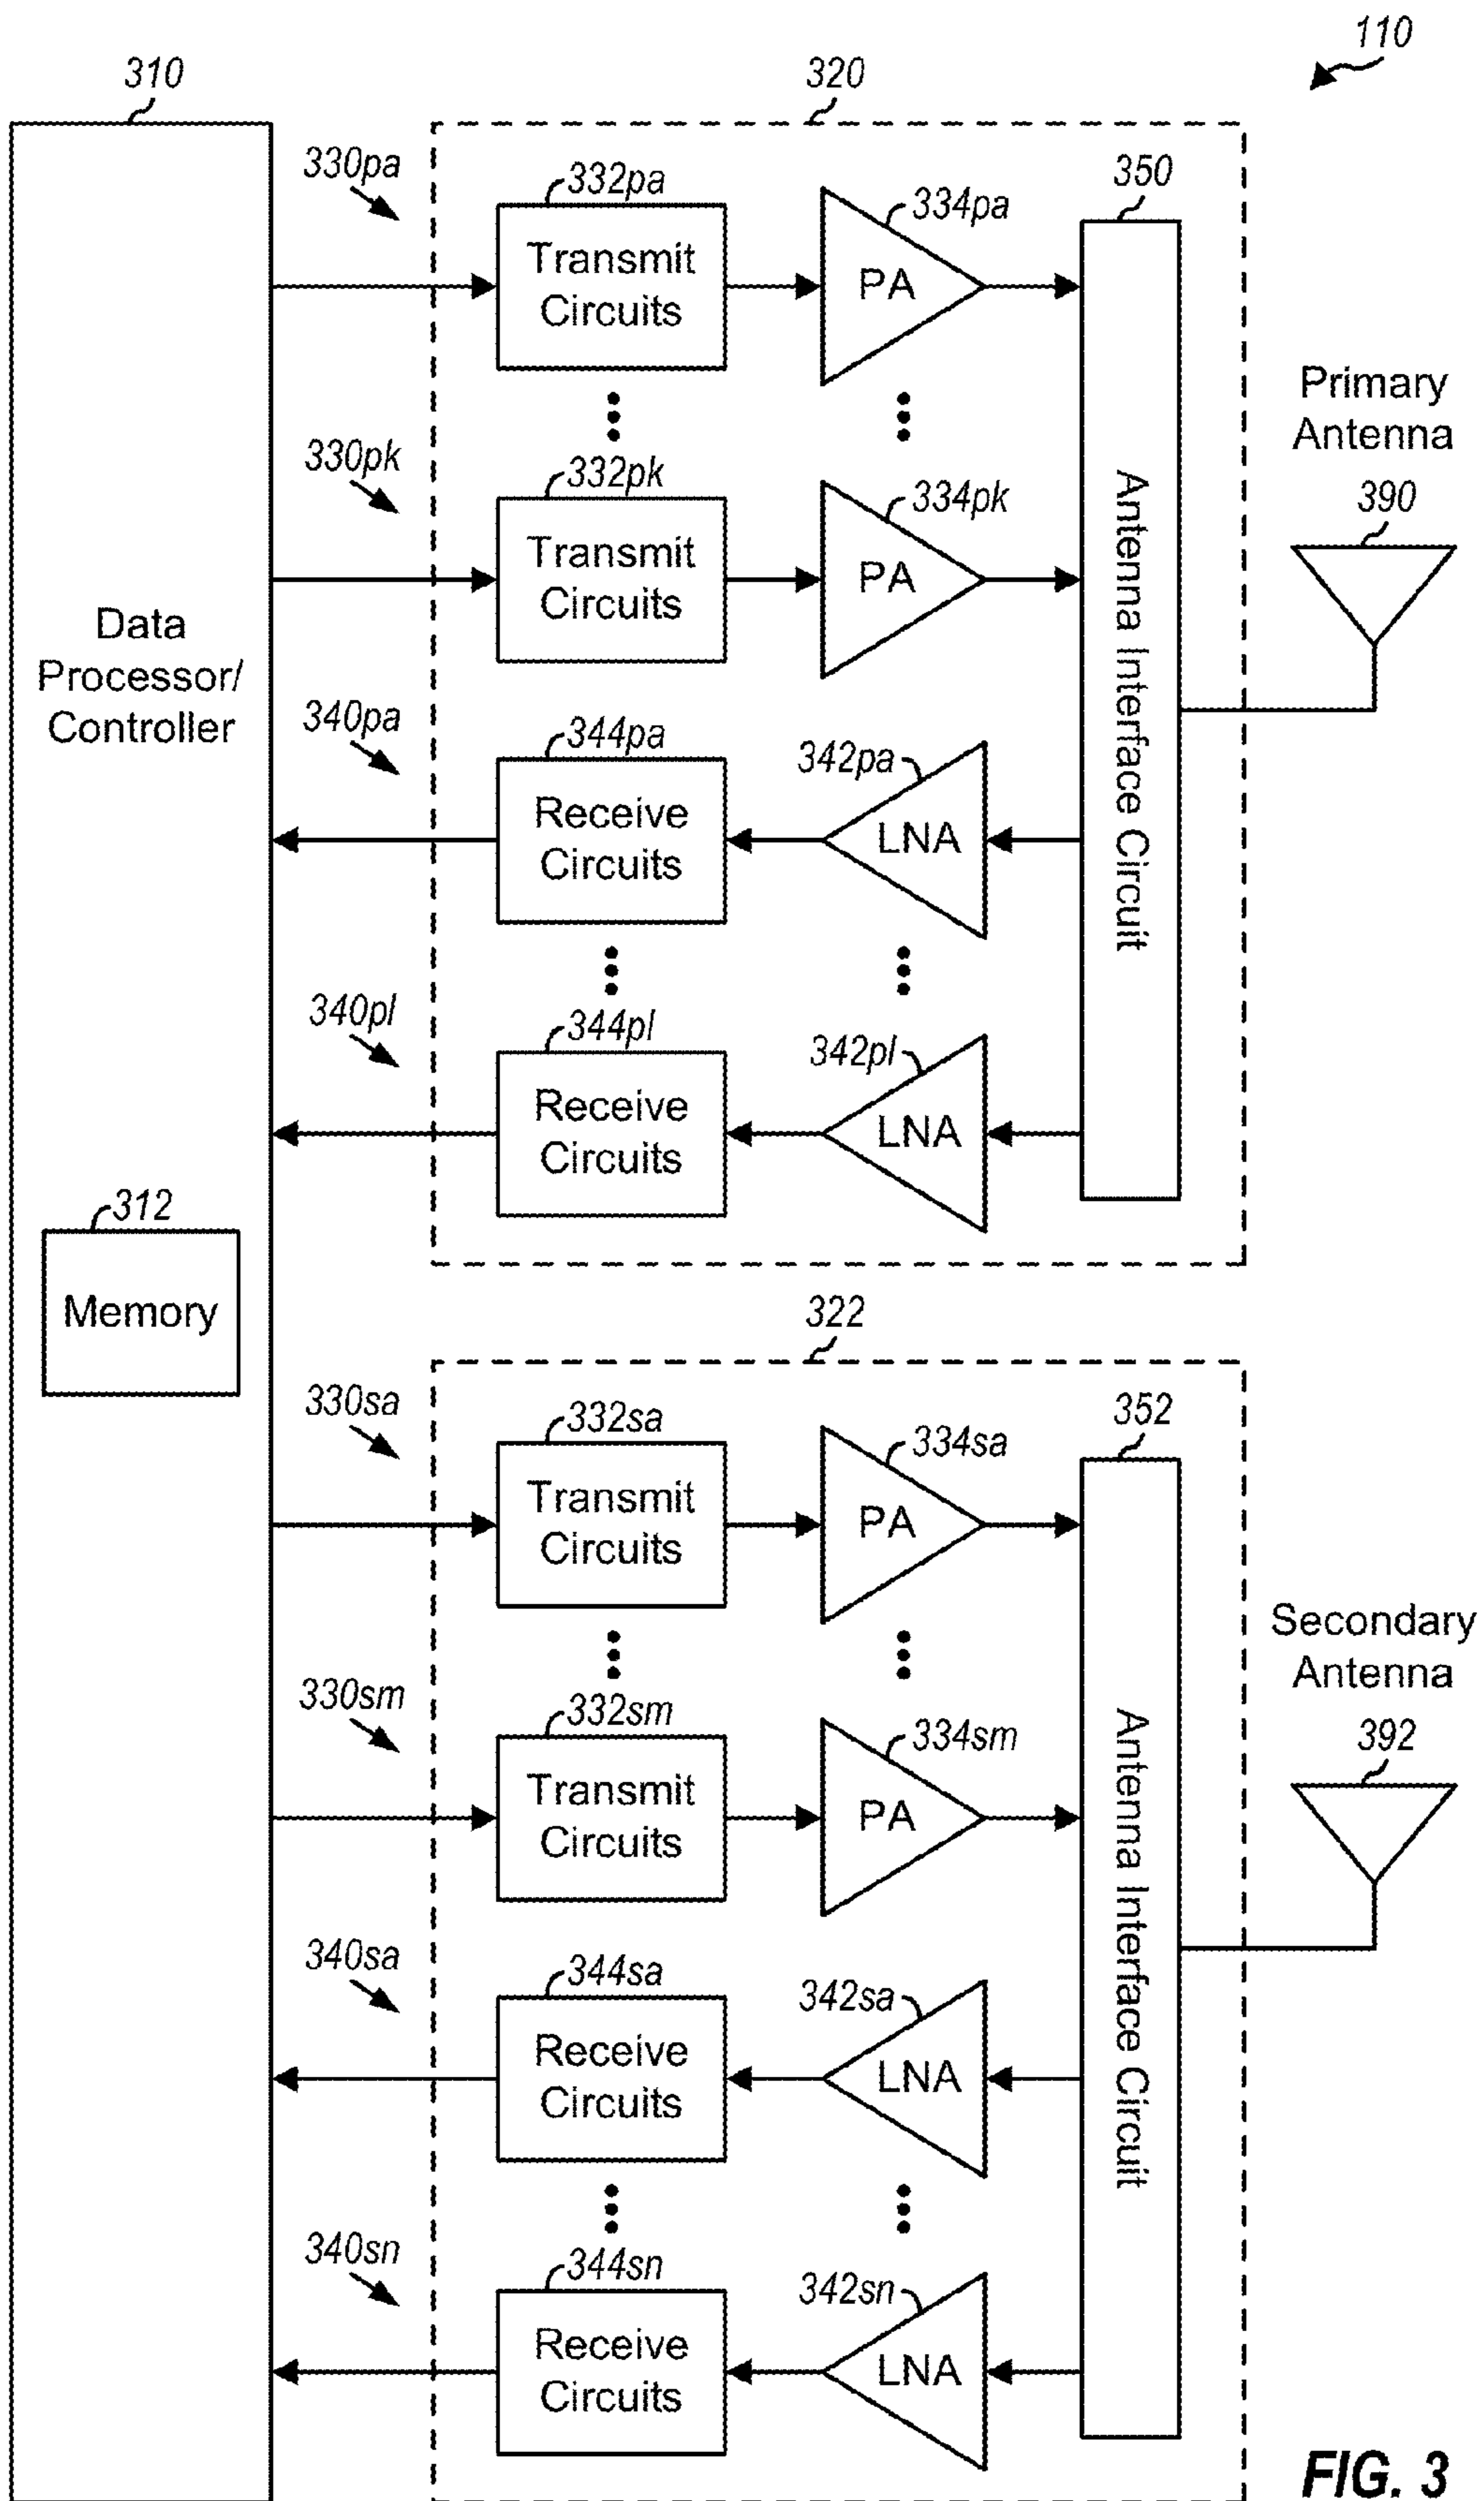 110
310
320
330pa
332pa
334pa
350
Transmit
Circuits
PA
Primary
Antenna
330pk
332pk
334pk
390
Transmit
Circuits
PA
Antenna Interface Circuit
Data
Processor/
Controller
340pa
344pa
342pa
Receive
Circuits
LNA
340pl
344pl
342pl
Receive
Circuits
LNA
312
Memory
322
330sa
332sa
334sa
352
Transmit
Circuits
PA
Secondary
Antenna
330sm
332sm
334sm
392
Transmit
Circuits
PA
Antenna Interface Circuit
340sa
344sa
342sa
Receive
Circuits
LNA
340sn
344sn
342sn
Receive
Circuits
LNA
FIG. 3